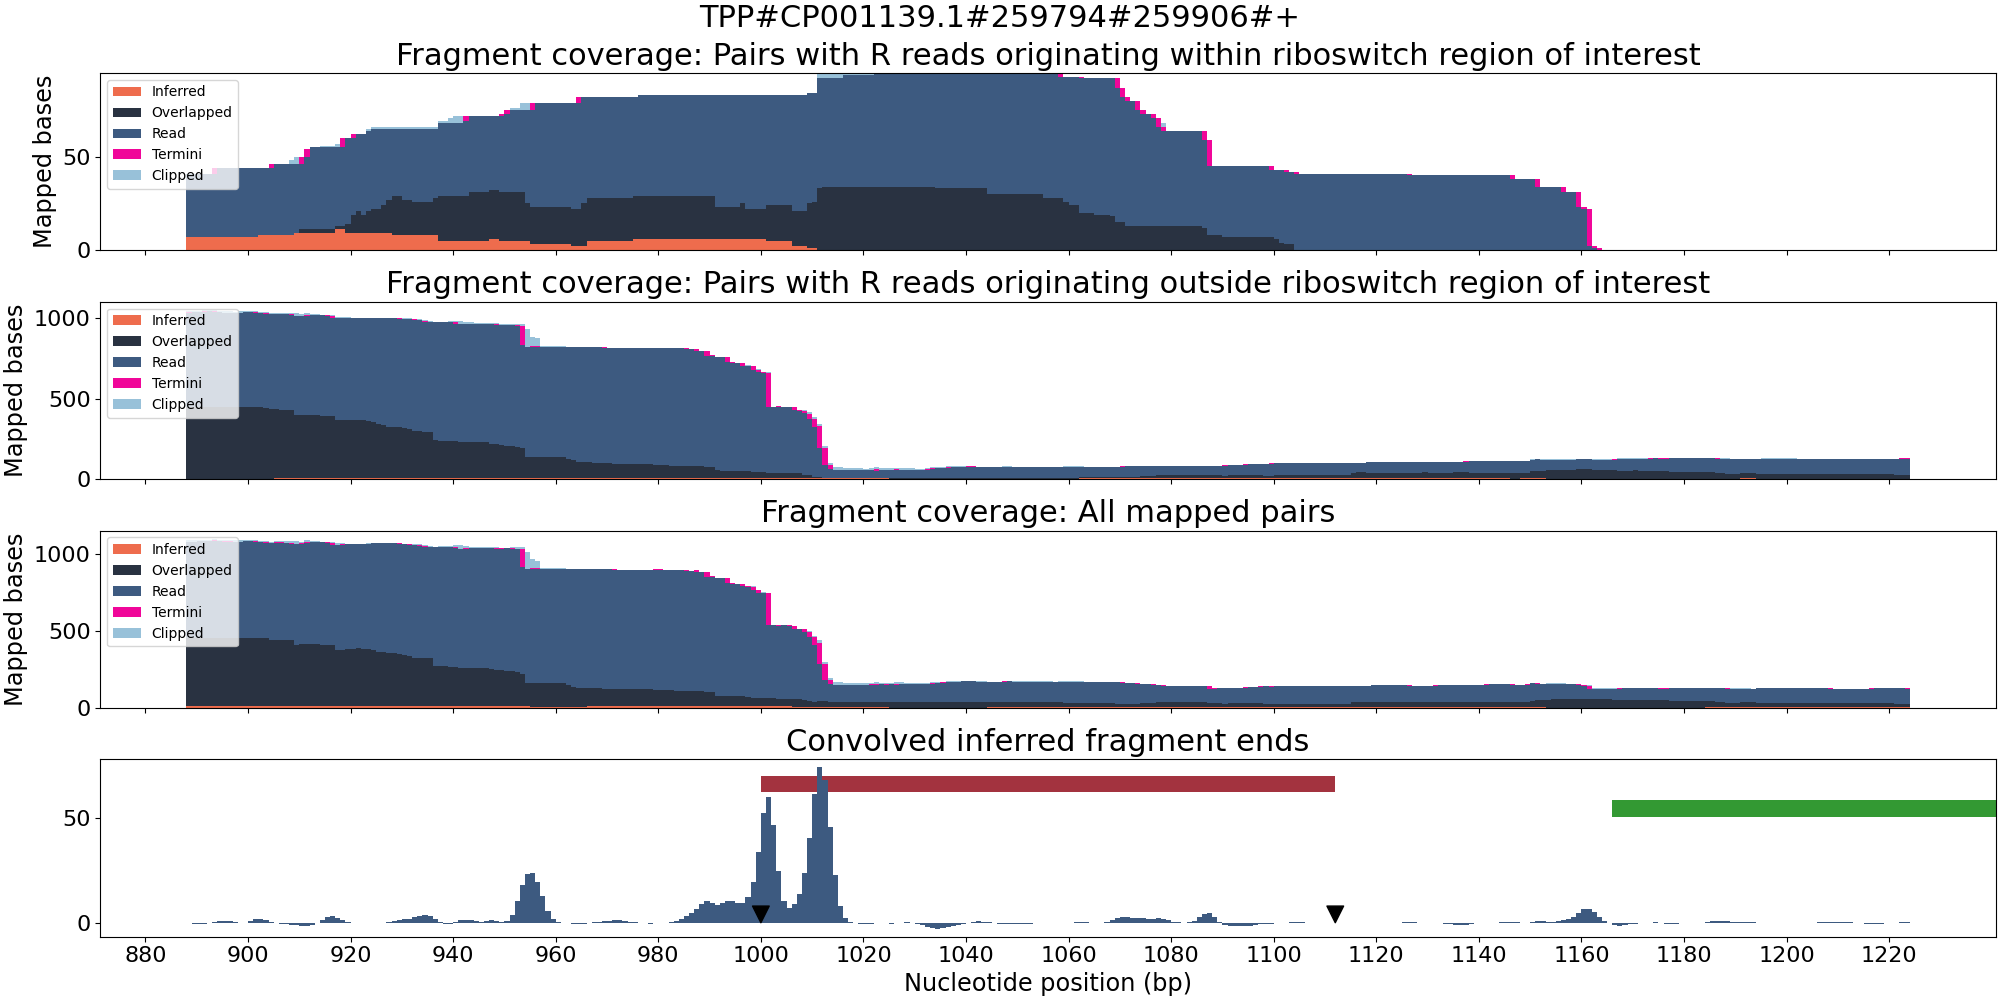 TPP#CP001139.1#259794#259906#+
Fragment coverage: Pairs with R reads originating within riboswitch region of interest
Mapped bases
50
0
Inferred
Overlapped
Read
Termini
Clipped
Fragment coverage: Pairs with R reads originating outside riboswitch region of interest
Mapped bases
1000
500
0
Inferred
Overlapped
Read
Termini
Clipped
Fragment coverage: All mapped pairs
Mapped bases
1000
500
0
Inferred
Overlapped
Read
Termini
Clipped
Convolved inferred fragment ends
50
0
880 900 920 940 960 980 1000 1020 1040 1060 1080 1100 1120 1140 1160 1180 1200 1220
Nucleotide position (bp)